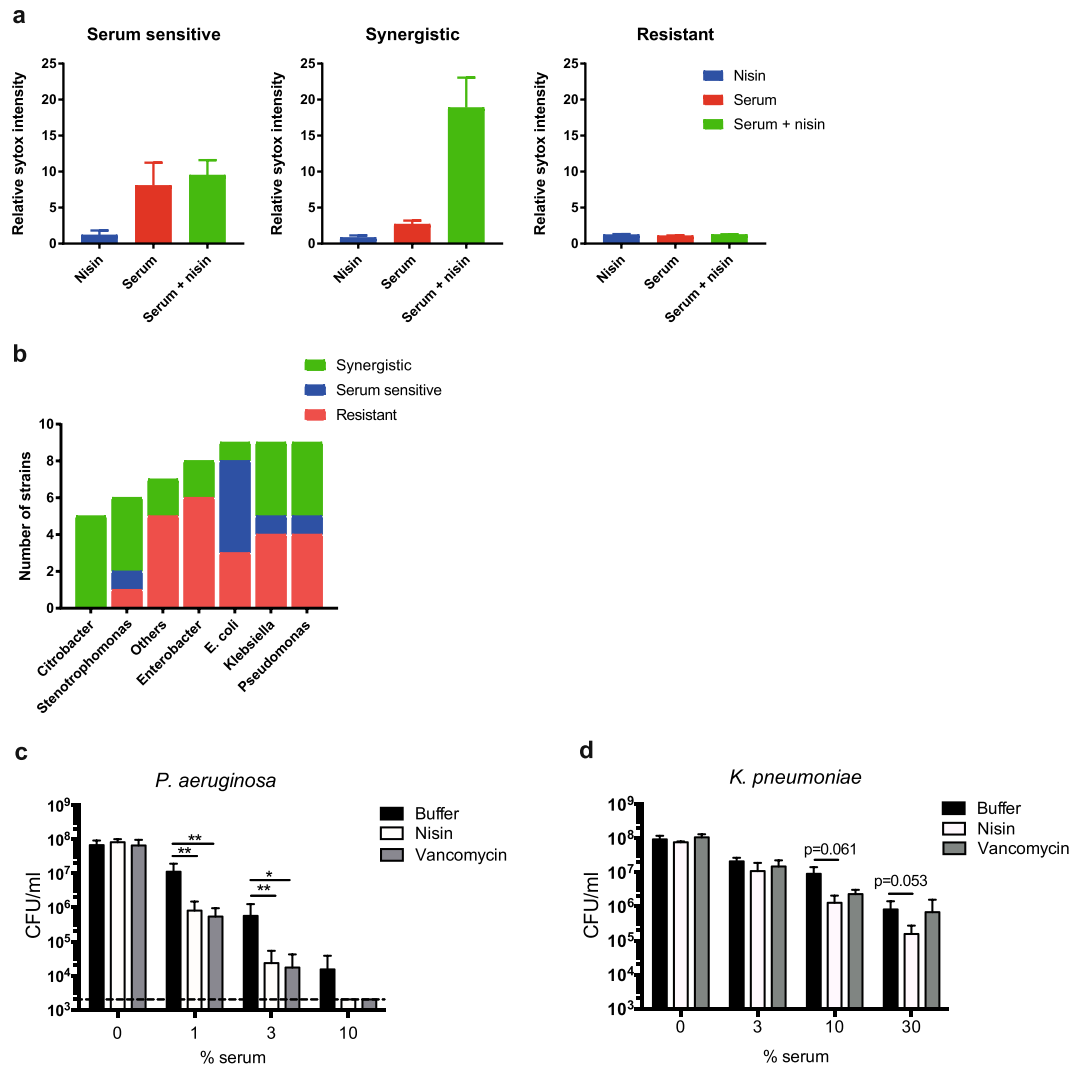 a
Serum sensitive
Relative sytox intensity
25
20
15
10
5
0
Nisin
Serum
Serum + nisin
Synergistic
Relative sytox intensity
25
20
15
10
5
0
Nisin
Serum
Serum + nisin
Resistant
Relative sytox intensity
25
20
15
10
5
0
Nisin
Serum
Serum + nisin
Nisin
Serum
Serum + nisin
b
Synergistic
Serum sensitive
Resistant
Number of strains
10
8
6
4
2
0
Citrobacter
Stenotrophomonas
Others
Enterobacter
E. coli
Klebsiella
Pseudomonas
c
P. aeruginosa
CFU/ml
10⁹
10⁸
10⁷
10⁶
10⁵
10⁴
10³
**
**
*
**
0 1 3 10
% serum
Buffer
Nisin
Vancomycin
d
K. pneumoniae
CFU/ml
10⁹
10⁸
10⁷
10⁶
10⁵
10⁴
10³
p=0.061
p=0.053
0 3 10 30
% serum
Buffer
Nisin
Vancomycin